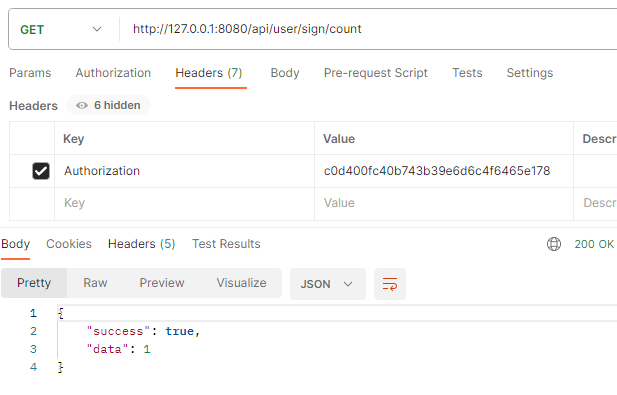 GET http://127.0.0.1:8080/api/user/sign/count
Params Authorization Headers (7) Body Pre-request Script Tests Settings
Headers 6 hidden
Key Value Descr
Authorization c0d400fc40b743b39e6d6c4f6465e178
Key Value Descr
Body Cookies Headers (5) Test Results 200 OK
Pretty Raw Preview Visualize JSON
1 {
2 "success": true,
3 "data": 1
4 }